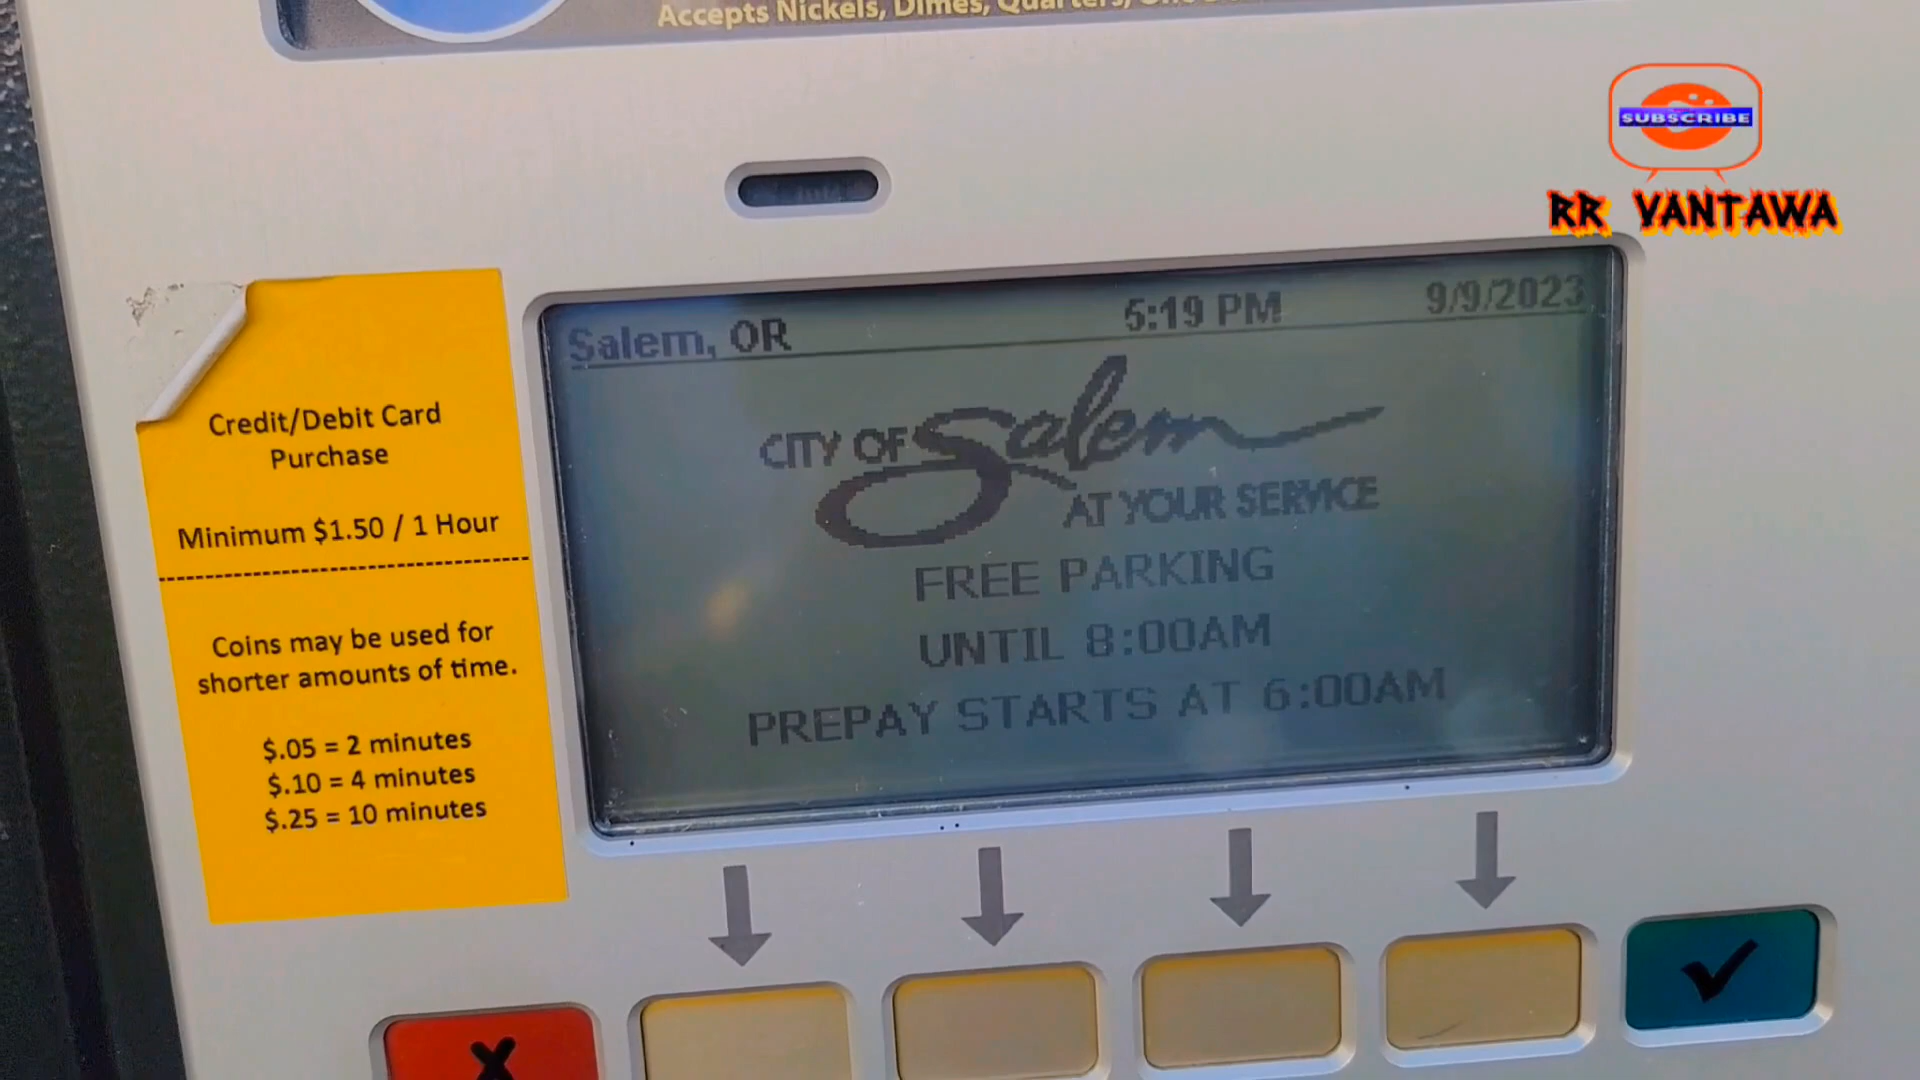 Accepts Nickels, Dimes, Quarters,
SUBSCRIBE
RR VANTAWA
Salem, OR 5:19 PM 9/9/2023
CITY OF Salem
AT YOUR SERVICE
FREE PARKING
UNTIL 8:00AM
PREPAY STARTS AT 6:00AM
Credit/Debit Card
Purchase
Minimum $1.50 / 1 Hour
Coins may be used for
shorter amounts of time.
$.05 = 2 minutes
$.10 = 4 minutes
$.25 = 10 minutes
X